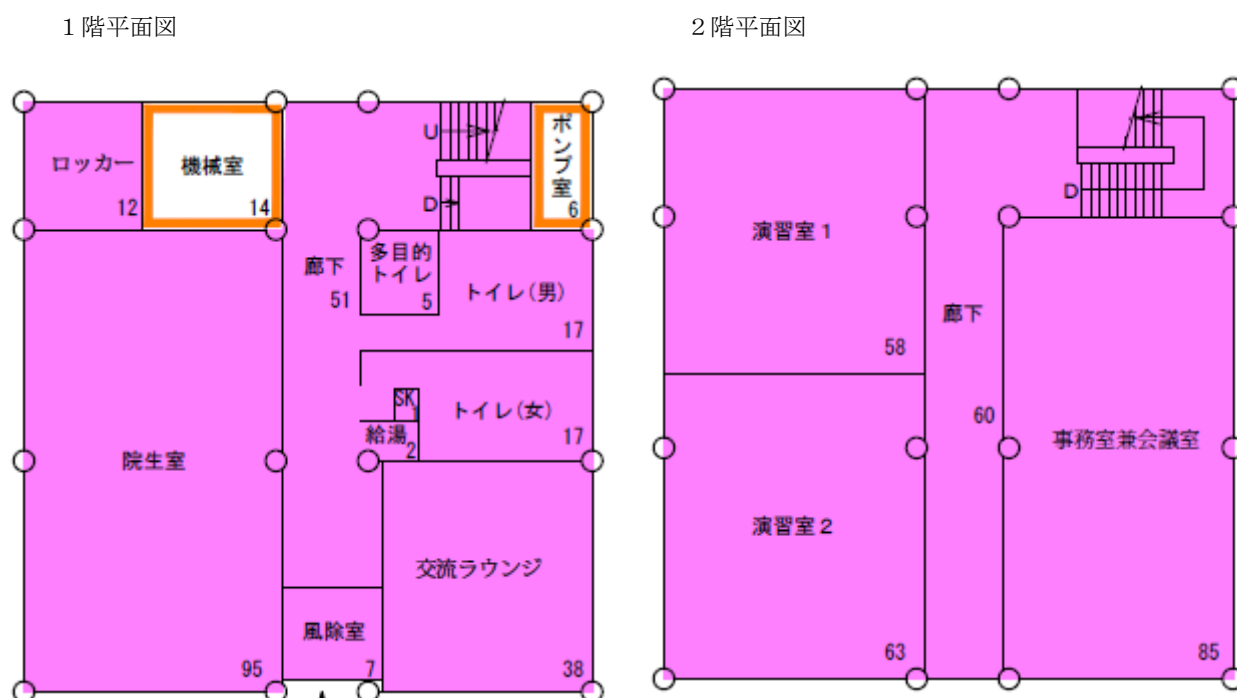 １階平面図
２階平面図
ロッカー
12
機械室
14
U
D
ポンプ室
6
廊下
51
多目的
トイレ
5
トイレ(男)
17
SK
1
給湯
2
トイレ(女)
17
院生室
95
風除室
7
交流ラウンジ
38
演習室1
58
D
廊下
60
事務室兼会議室
85
演習室2
63